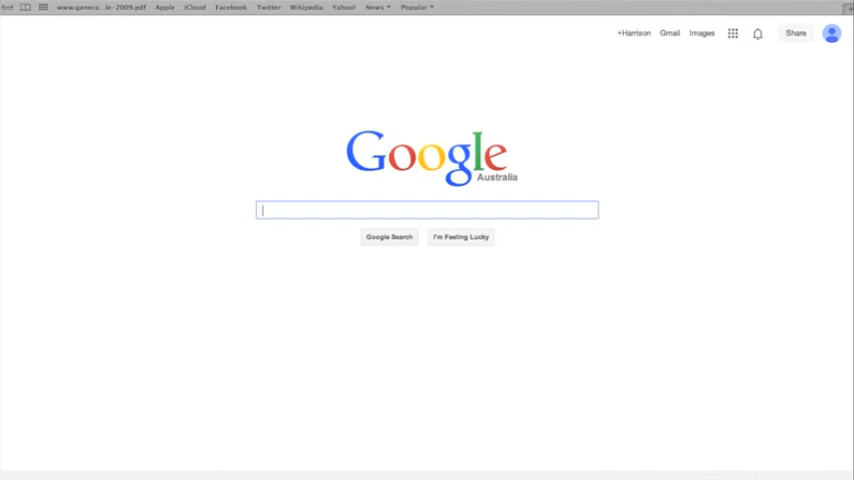 www.genera...le-2009.pdf Apple iCloud Facebook Twitter Wikipedia Yahoo! News Popular
+Harrison Gmail Images Share
Google
Australia
Google Search I'm Feeling Lucky